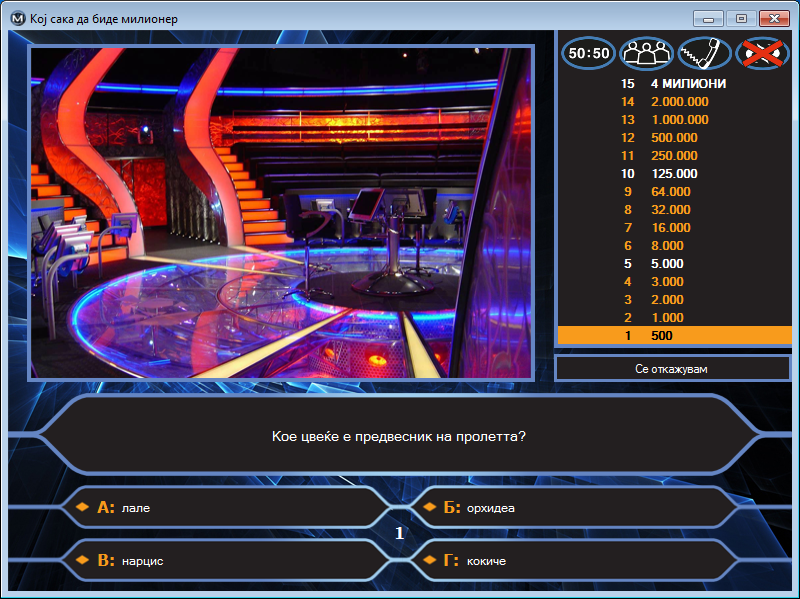 Кој сака да биде милионер
50:50
15 4 МИЛИОНИ
14 2.000.000
13 1.000.000
12 500.000
11 250.000
10 125.000
9 64.000
8 32.000
7 16.000
6 8.000
5 5.000
4 3.000
3 2.000
2 1.000
1 500
Се откажувам
Кое цвеќе е предвесник на пролетта?
А: лале
Б: орхидеа
1
В: нарцис
Г: кокиче